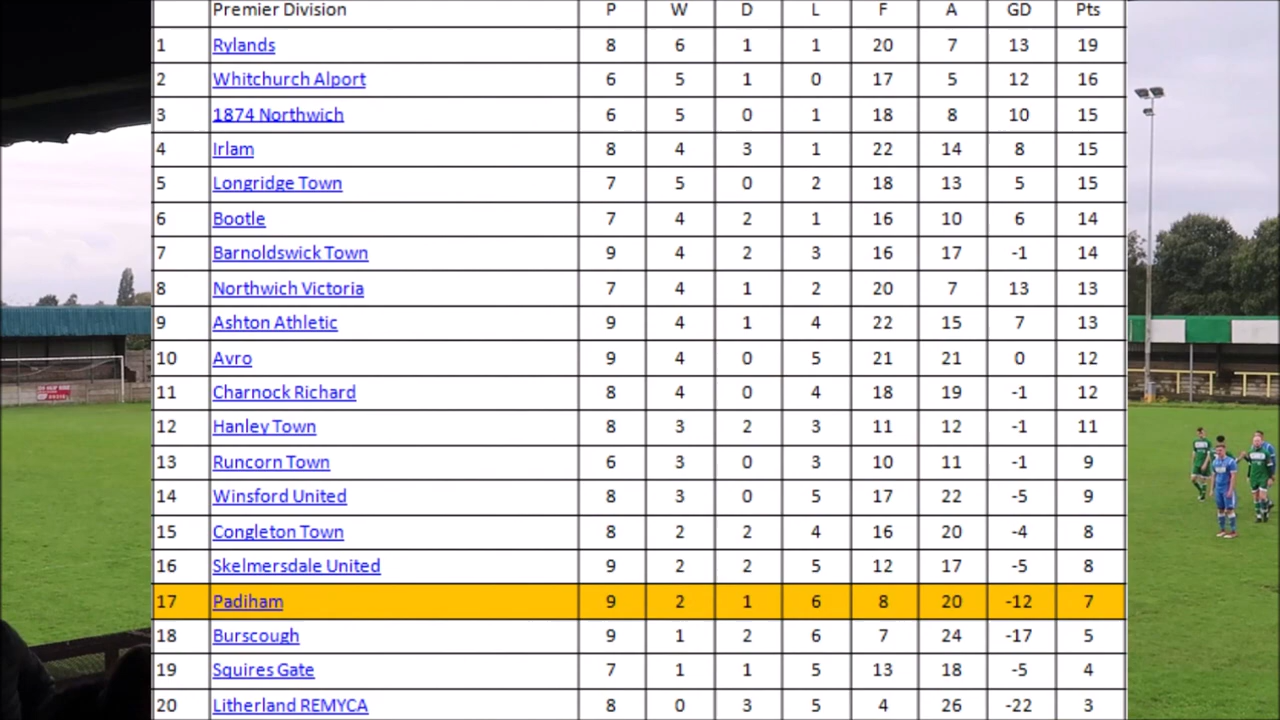 Premier Division P W D L F A GD Pts
1 Rylands 8 6 1 1 20 7 13 19
2 Whitchurch Alport 6 5 1 0 17 5 12 16
3 1874 Northwich 6 5 0 1 18 8 10 15
4 Irlam 8 4 3 1 22 14 8 15
5 Longridge Town 7 5 0 2 18 13 5 15
6 Bootle 7 4 2 1 16 10 6 14
7 Barnoldswick Town 9 4 2 3 16 17 -1 14
8 Northwich Victoria 7 4 1 2 20 7 13 13
9 Ashton Athletic 9 4 1 4 22 15 7 13
10 Avro 9 4 0 5 21 21 0 12
11 Charnock Richard 8 4 0 4 18 19 -1 12
12 Hanley Town 8 3 2 3 11 12 -1 11
13 Runcorn Town 6 3 0 3 10 11 -1 9
14 Winsford United 8 3 0 5 17 22 -5 9
15 Congleton Town 8 2 2 4 16 20 -4 8
16 Skelmersdale United 9 2 2 5 12 17 -5 8
17 Padiham 9 2 1 6 8 20 -12 7
18 Burscough 9 1 2 6 7 24 -17 5
19 Squires Gate 7 1 1 5 13 18 -5 4
20 Litherland REMYCA 8 0 3 5 4 26 -22 3